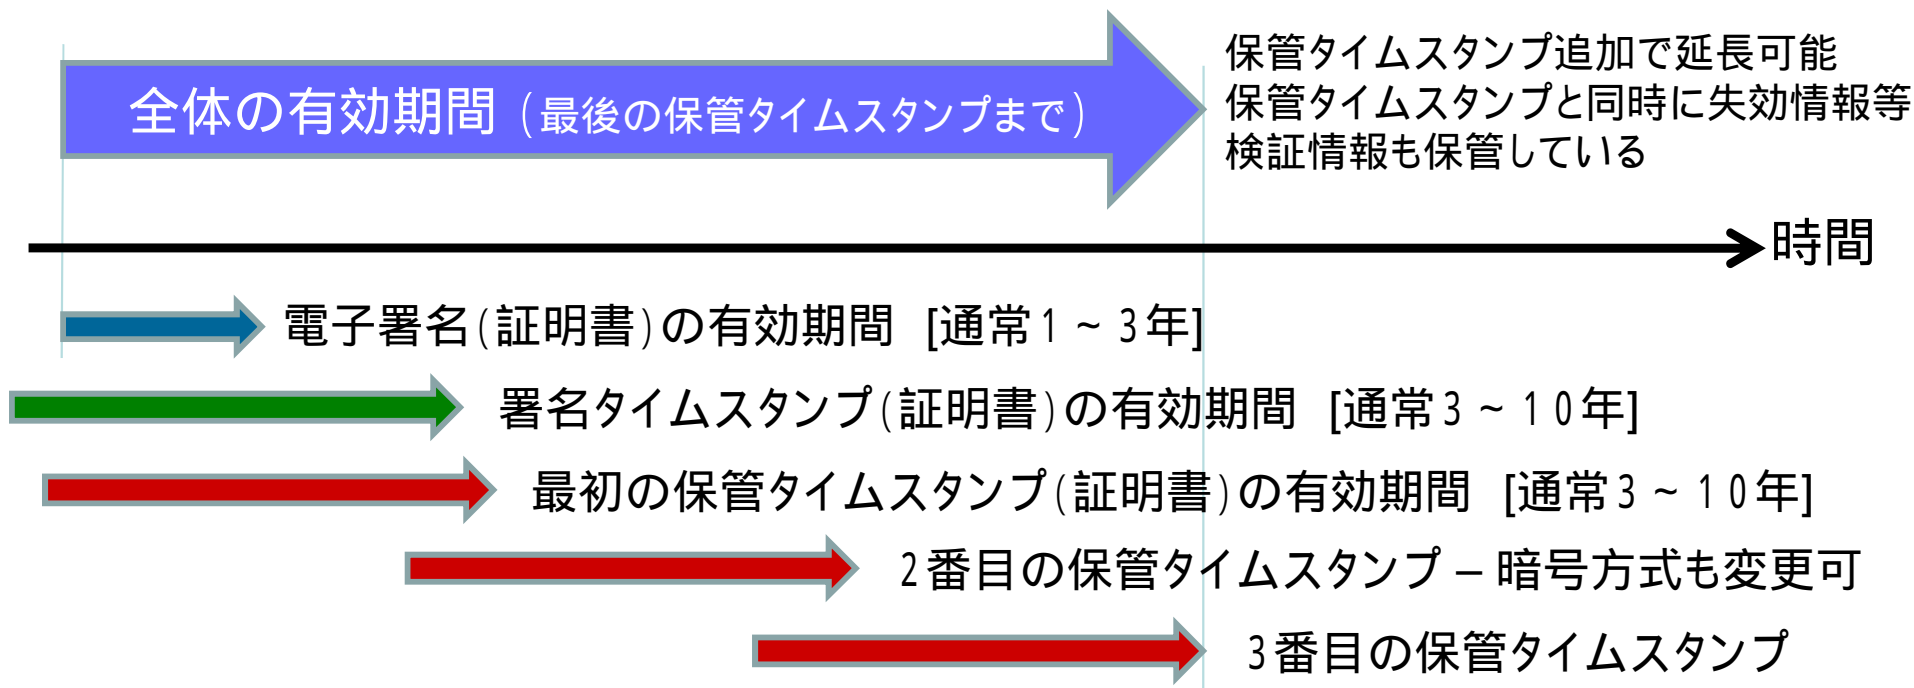 全体の有効期間(最後の保管タイムスタンプまで)
保管タイムスタンプ追加で延長可能
保管タイムスタンプと同時に失効情報等
検証情報も保管している
時間
電子署名(証明書)の有効期間 [通常1~3年]
署名タイムスタンプ(証明書)の有効期間 [通常3~10年]
最初の保管タイムスタンプ(証明書)の有効期間 [通常3~10年]
2番目の保管タイムスタンプ – 暗号方式も変更可
3番目の保管タイムスタンプ